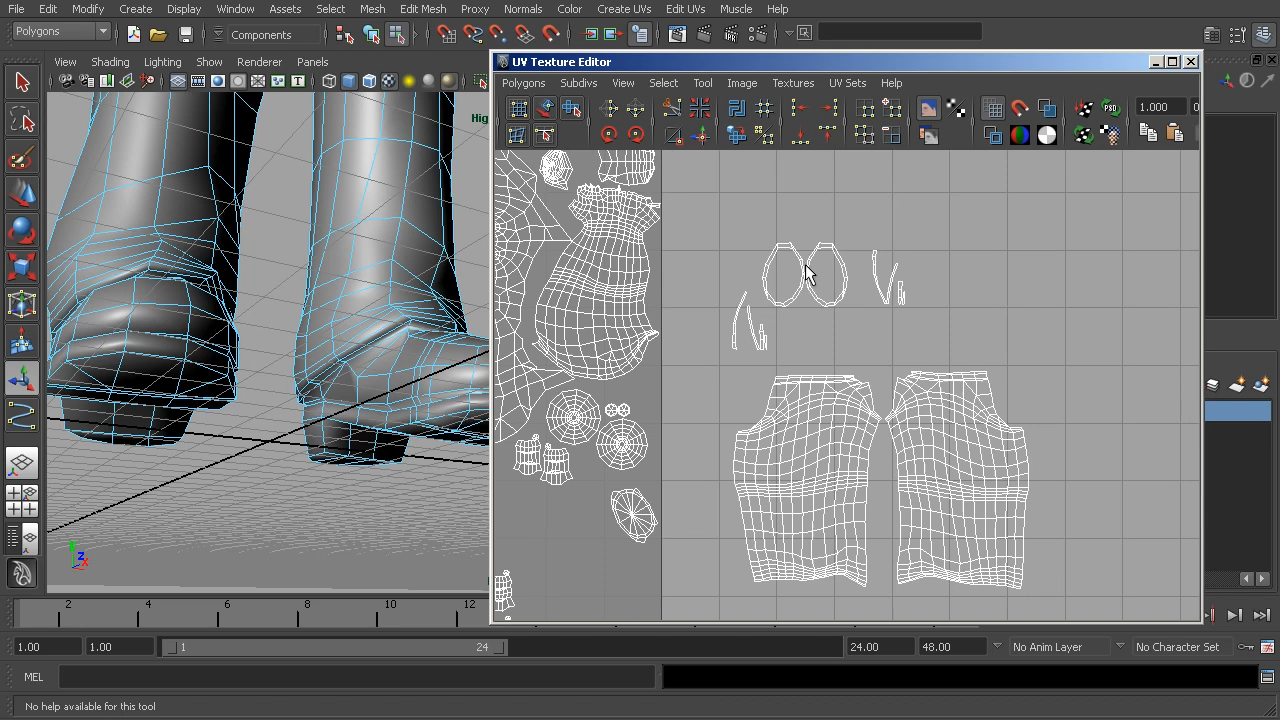 File Edit Modify Create Display Window Assets Select Mesh Edit Mesh Proxy Normals Color Create UVs Edit UVs Muscle Help
Polygons Components
View Shading Lighting Show Renderer Panels
UV Texture Editor
Polygons Subdivs View Select Tool Image Textures UV Sets Help
PSD 1.000 0
Hig
z
x
2 4 6 8 10 12
1.00 1.00 1 24 24.00 48.00 No Anim Layer No Character Set
MEL
No help available for this tool